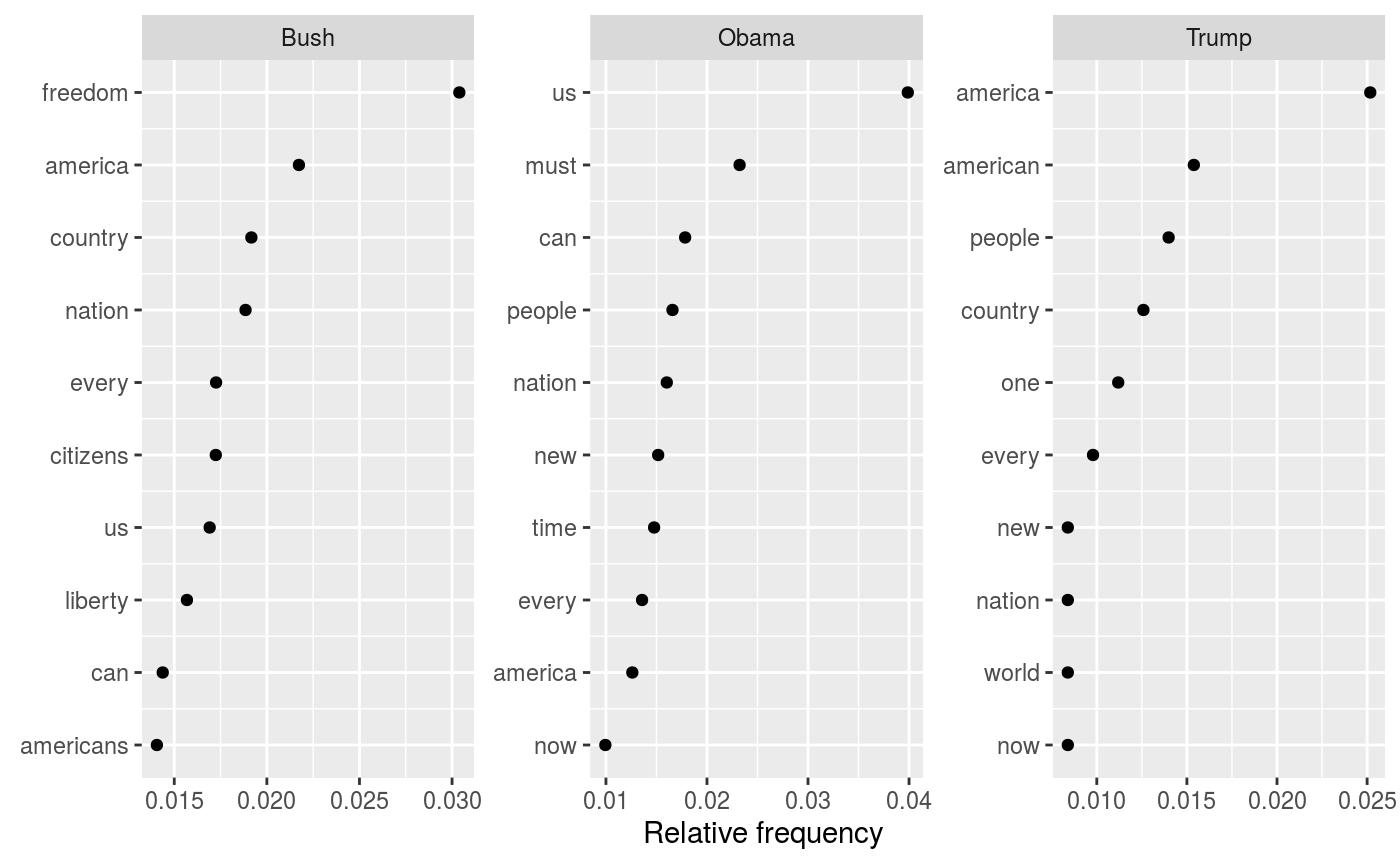 Bush
freedom
america
country
nation
every
citizens
us
liberty
can
americans
0.015 0.020 0.025 0.030
Obama
us
must
can
people
nation
new
time
every
america
now
0.01 0.02 0.03 0.04
Trump
america
american
people
country
one
every
new
nation
world
now
0.010 0.015 0.020 0.025
Relative frequency